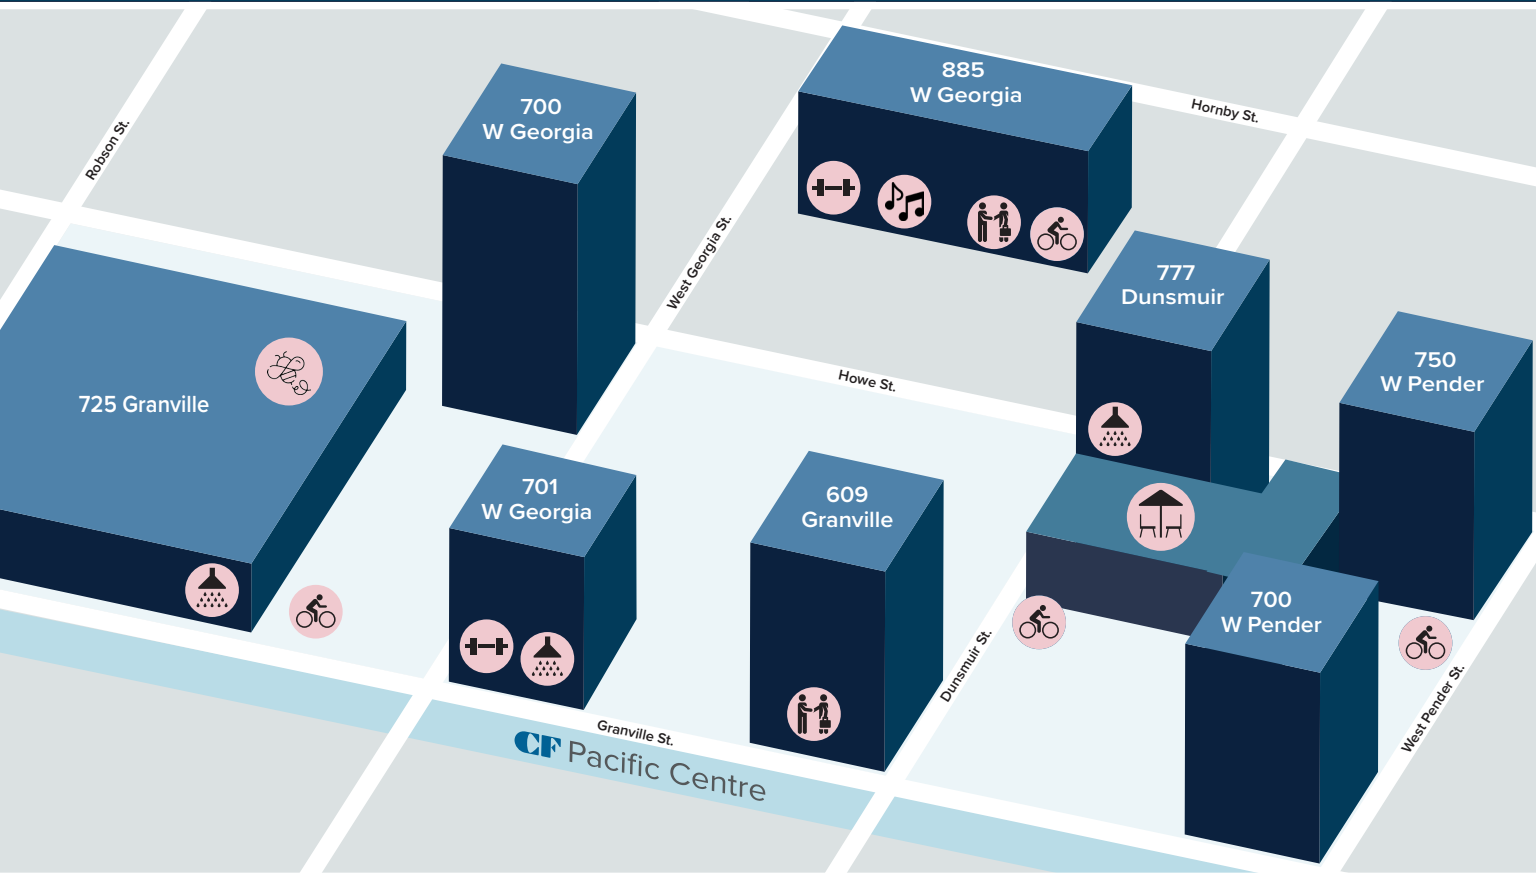 885
W Georgia
Hornby St.
700
W Georgia
Robson St.
West Georgia St.
777
Dunsmuir
750
W Pender
Howe St.
725 Granville
701
W Georgia
609
Granville
700
W Pender
Dunsmuir St.
West Pender St.
Granville St.
CF Pacific Centre